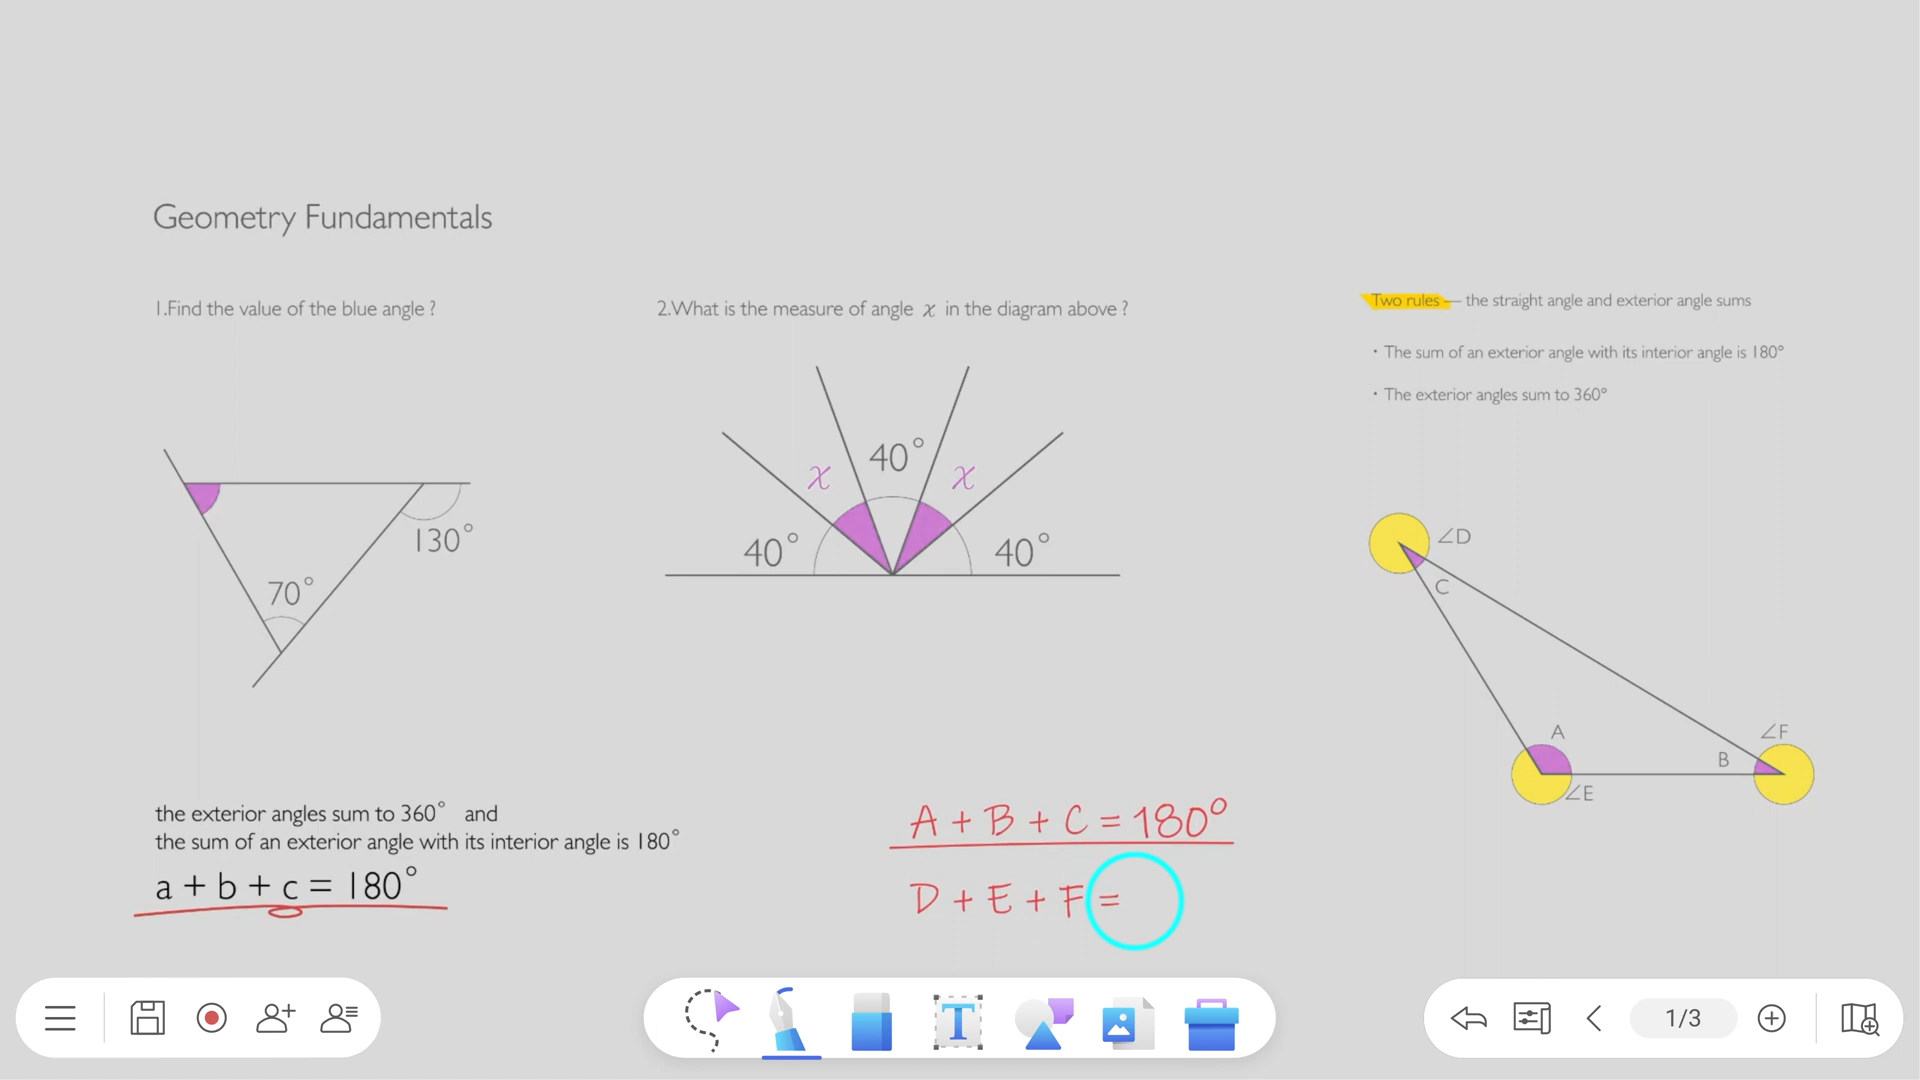 Geometry Fundamentals
1.Find the value of the blue angle ?
130°
70°
2.What is the measure of angle x in the diagram above ?
40°
x
x
40°
40°
Two rules — the straight angle and exterior angle sums
· The sum of an exterior angle with its interior angle is 180°
· The exterior angles sum to 360°
∠D
C
A
∠F
B
∠E
the exterior angles sum to 360° and
the sum of an exterior angle with its interior angle is 180°
a + b + c = 180°
A + B + C = 180°
D + E + F =
T
1/3